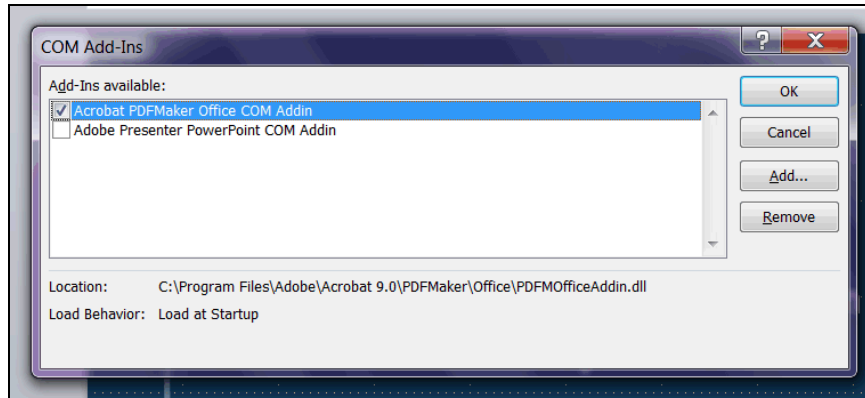 COM Add-Ins
?
X
Add-Ins available:
Acrobat PDFMaker Office COM Addin
Adobe Presenter PowerPoint COM Addin
OK
Cancel
Add...
Remove
Location: C:\Program Files\Adobe\Acrobat 9.0\PDFMaker\Office\PDFMOfficeAddin.dll
Load Behavior: Load at Startup